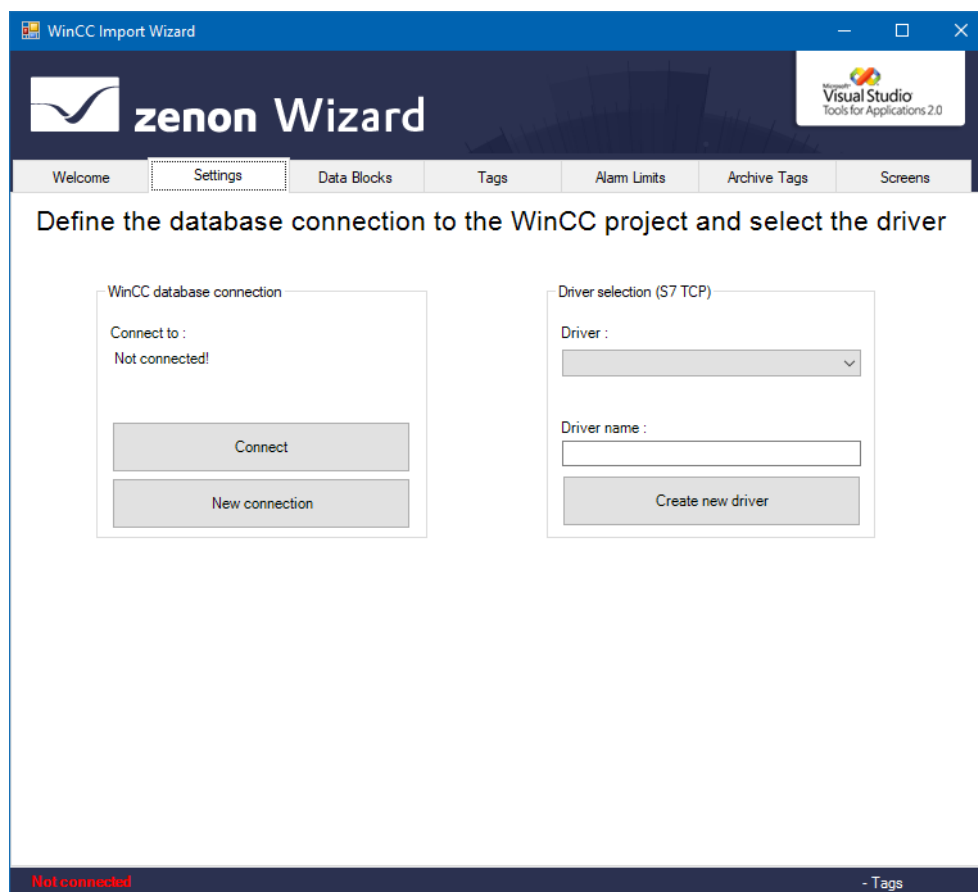 WinCC Import Wizard
zenon Wizard
Microsoft
Visual Studio
Tools for Applications 2.0
Welcome Settings Data Blocks Tags Alarm Limits Archive Tags Screens
Define the database connection to the WinCC project and select the driver
WinCC database connection
Connect to :
Not connected!
Connect
New connection
Driver selection (S7 TCP)
Driver :
Driver name :
Create new driver
Not connected
- Tags